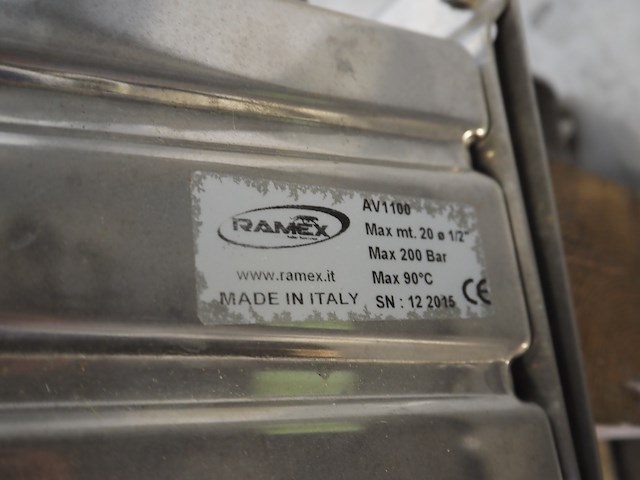 RAMEX
www.ramex.it
MADE IN ITALY
AV1100
Max mt. 20 ø 1/2"
Max 200 Bar
Max 90°C
SN : 12 2015
CE